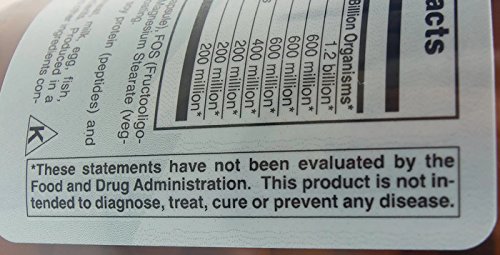 acts
Billion Organisms*
1.2 billion*
600 million*
600 million*
400 million*
200 million*
200 million*
200 million*
FOS (Fructooligo-
Magnesium Stearate (veg-
protein (peptides) and
milk, egg, fish,
Produced in a
ingredients con-
K
*These statements have not been evaluated by the
Food and Drug Administration. This product is not in-
tended to diagnose, treat, cure or prevent any disease.